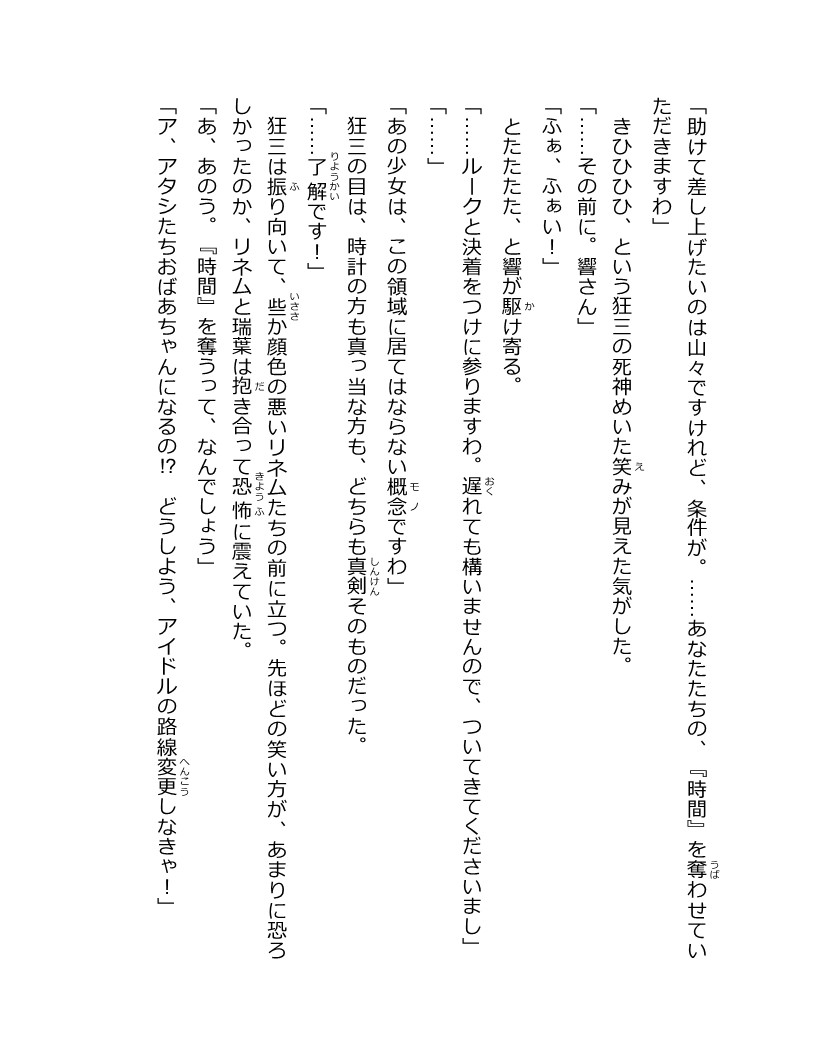 「助けて差し上げたいのは山々ですけれど、条件が。……あなたたちの、『時間』を奪わせてい
ただきますわ」
　きひひひひ、という狂三の死神めいた笑みが見えた気がした。
「……その前に。響さん」
「ふぁ、ふぁい！」
　とたたたた、と響が駆け寄る。
「……ルークと決着をつけに参りますわ。遅れても構いませんので、ついてきてくださいまし」
「……」
「あの少女は、この領域に居てはならない概念ですわ」
　狂三の目は、時計の方も真っ当な方も、どちらも真剣そのものだった。
「……了解です！」
　狂三は振り向いて、些か顔色の悪いリネムたちの前に立つ。先ほどの笑い方が、あまりに恐ろ
しかったのか、リネムと瑞葉は抱き合って恐怖に震えていた。
「あ、あのう。『時間』を奪うって、なんでしょう」
「ア、アタシたちおばあちゃんになるの!?　どうしよう、アイドルの路線変更しなきゃ！」